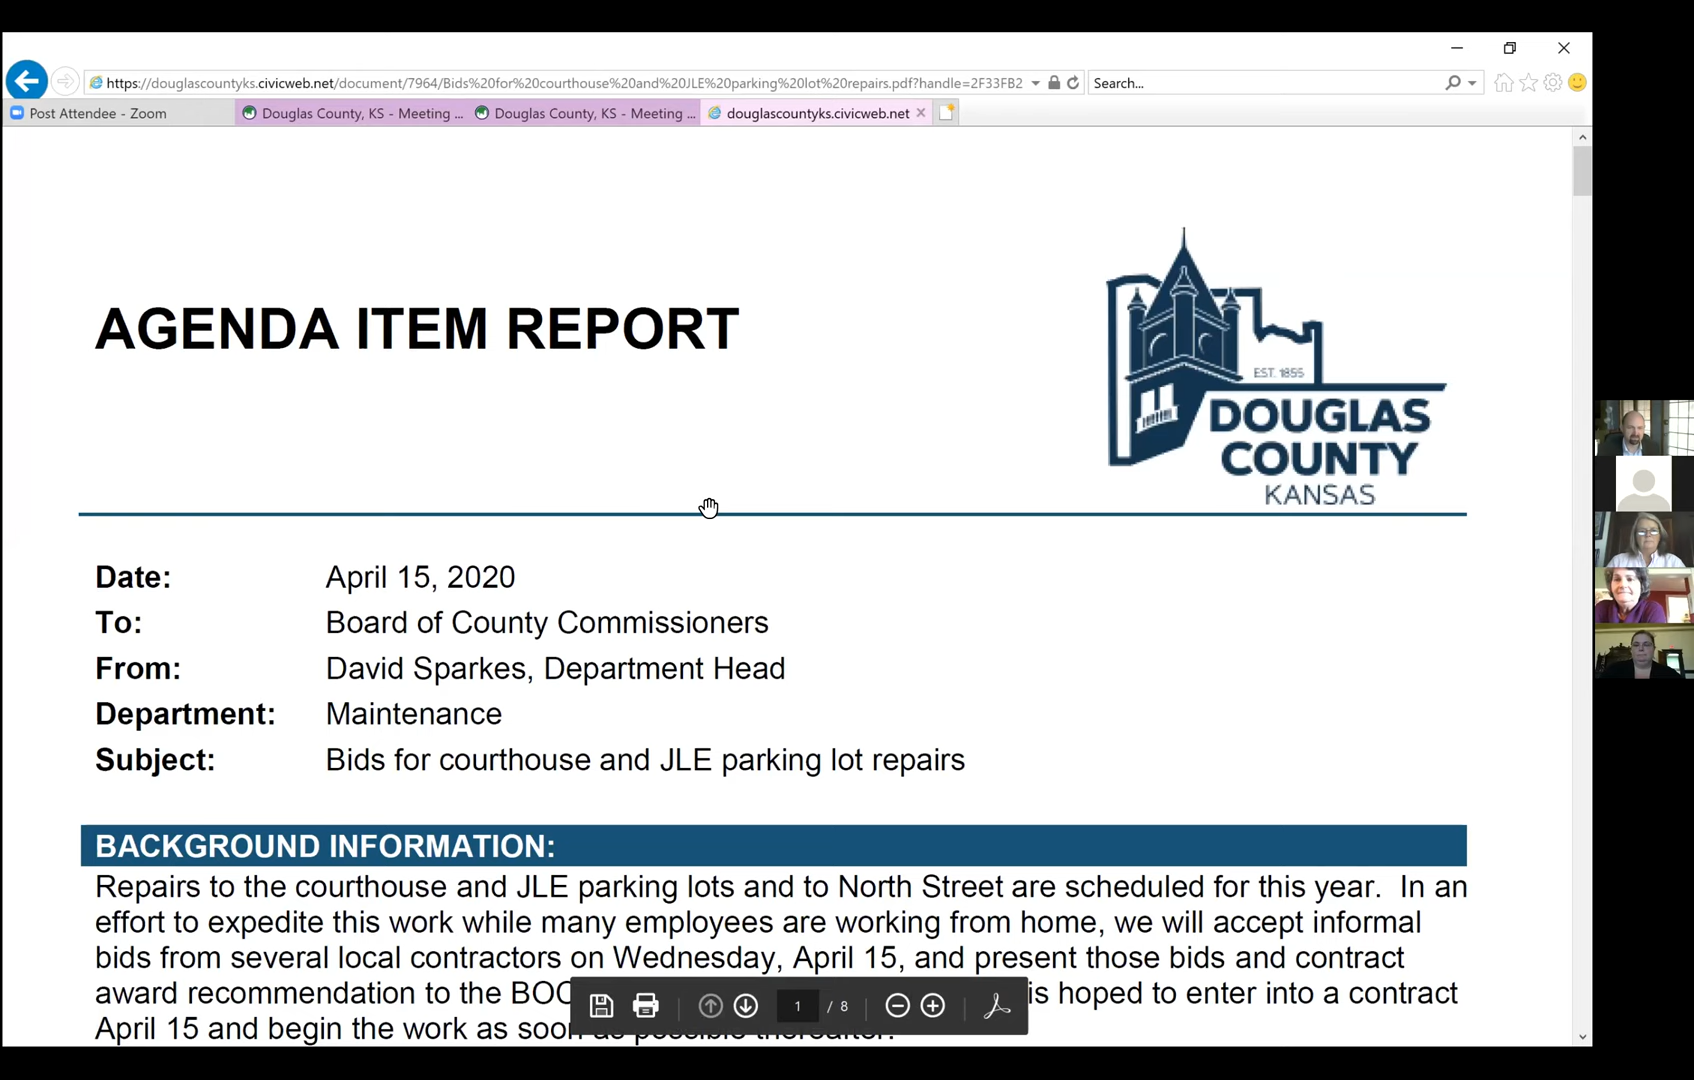 https://douglascountyks.civicweb.net/document/7964/Bids%20for%20courthouse%20and%20JLE%20parking%20lot%20repairs.pdf?handle=2F33FB2
Search...
Post Attendee - Zoom
Douglas County, KS - Meeting ...
Douglas County, KS - Meeting ...
douglascountyks.civicweb.net
AGENDA ITEM REPORT
EST. 1855
DOUGLAS
COUNTY
KANSAS
Date: April 15, 2020
To: Board of County Commissioners
From: David Sparkes, Department Head
Department: Maintenance
Subject: Bids for courthouse and JLE parking lot repairs
BACKGROUND INFORMATION:
Repairs to the courthouse and JLE parking lots and to North Street are scheduled for this year. In an
effort to expedite this work while many employees are working from home, we will accept informal
bids from several local contractors on Wednesday, April 15, and present those bids and contract
award recommendation to the BOC is hoped to enter into a contract
April 15 and begin the work as soon as possible thereafter.
1 / 8